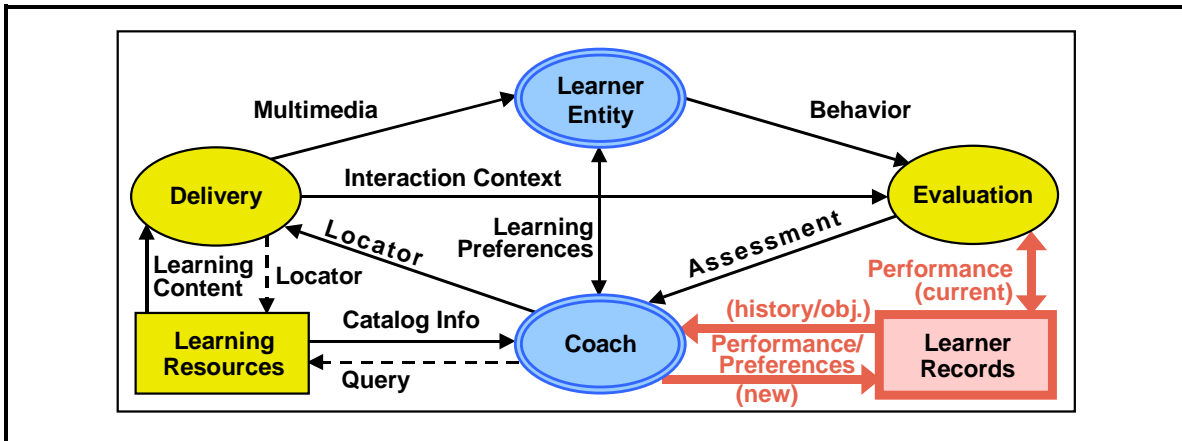 Learner
Entity
Multimedia
Behavior
Delivery
Interaction Context
Evaluation
Locator
Learning
Preferences
Assessment
Learning
Content
Locator
Performance
(current)
Learning
Resources
Catalog Info
Query
Coach
(history/obj.)
Performance/
Preferences
(new)
Learner
Records